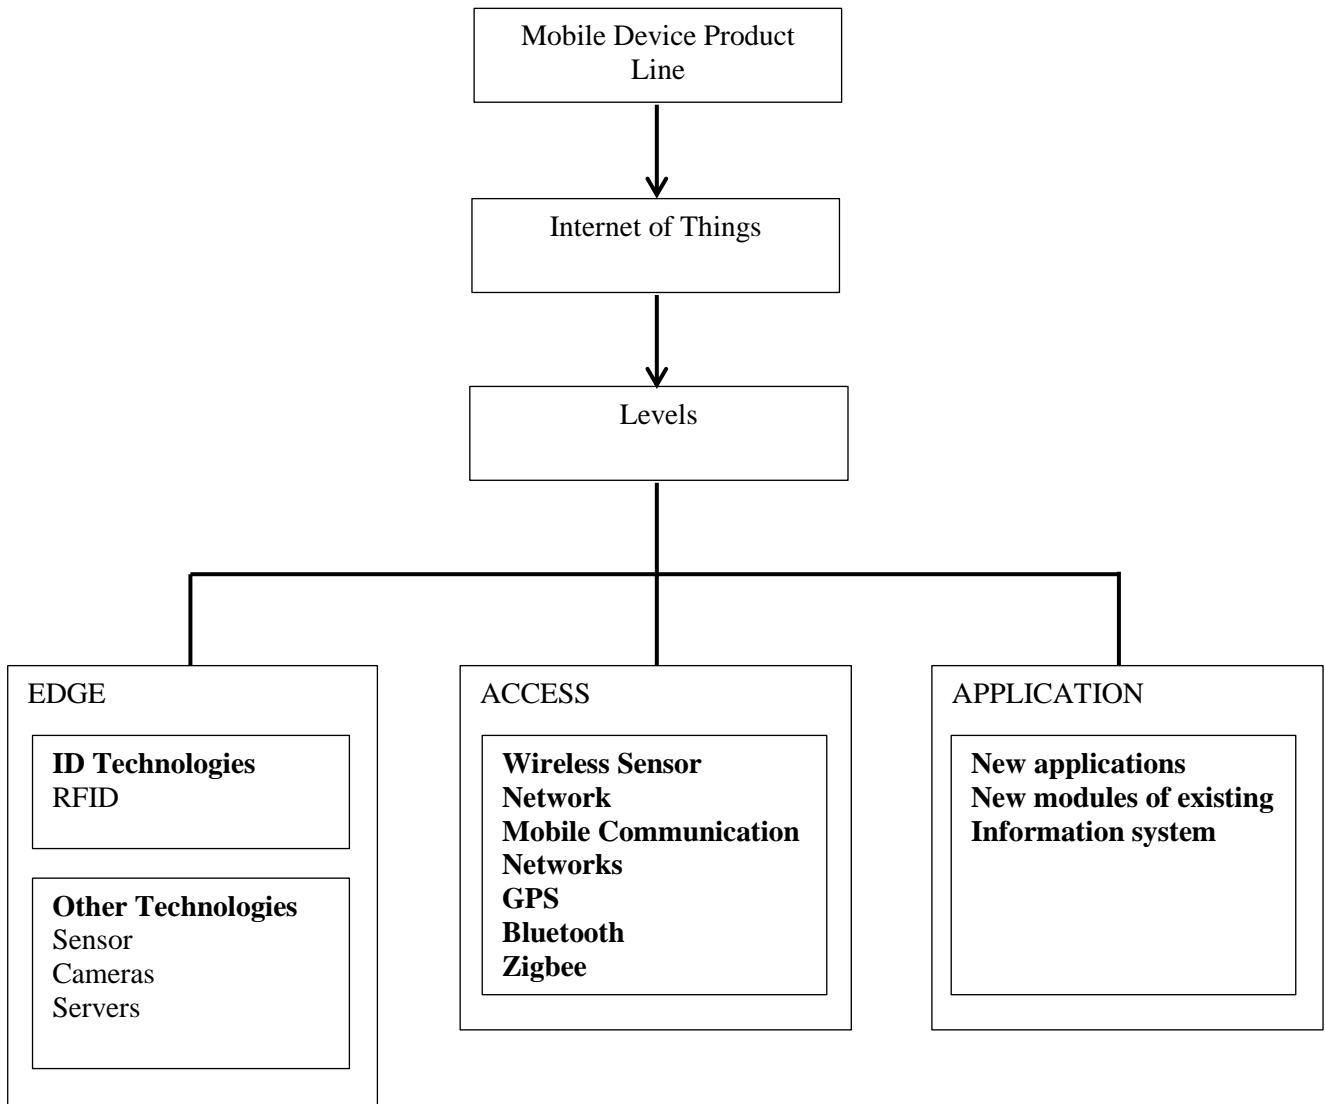 Mobile Device Product
Line
Internet of Things
Levels
EDGE
ID Technologies
RFID
Other Technologies
Sensor
Cameras
Servers
ACCESS
Wireless Sensor
Network
Mobile Communication
Networks
GPS
Bluetooth
Zigbee
APPLICATION
New applications
New modules of existing
Information system